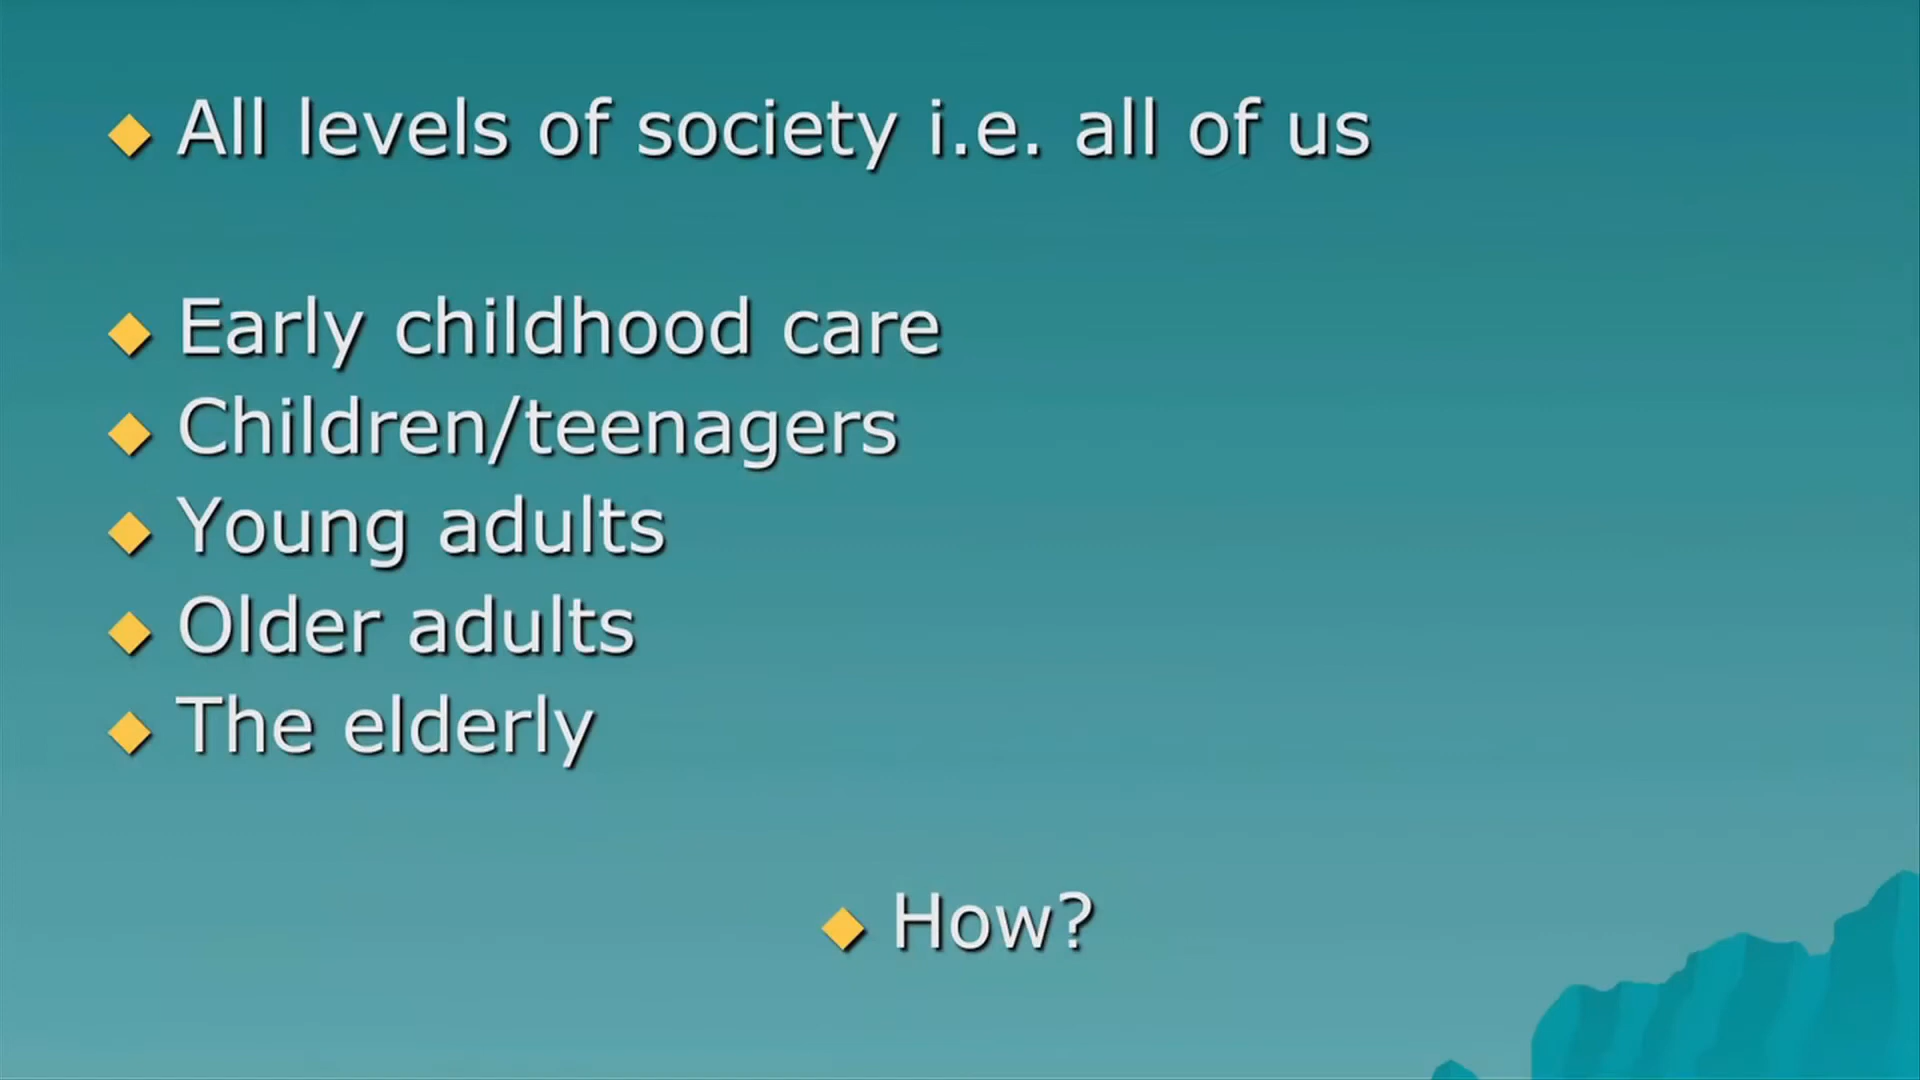 All levels of society i.e. all of us
Early childhood care
Children/teenagers
Young adults
Older adults
The elderly
How?